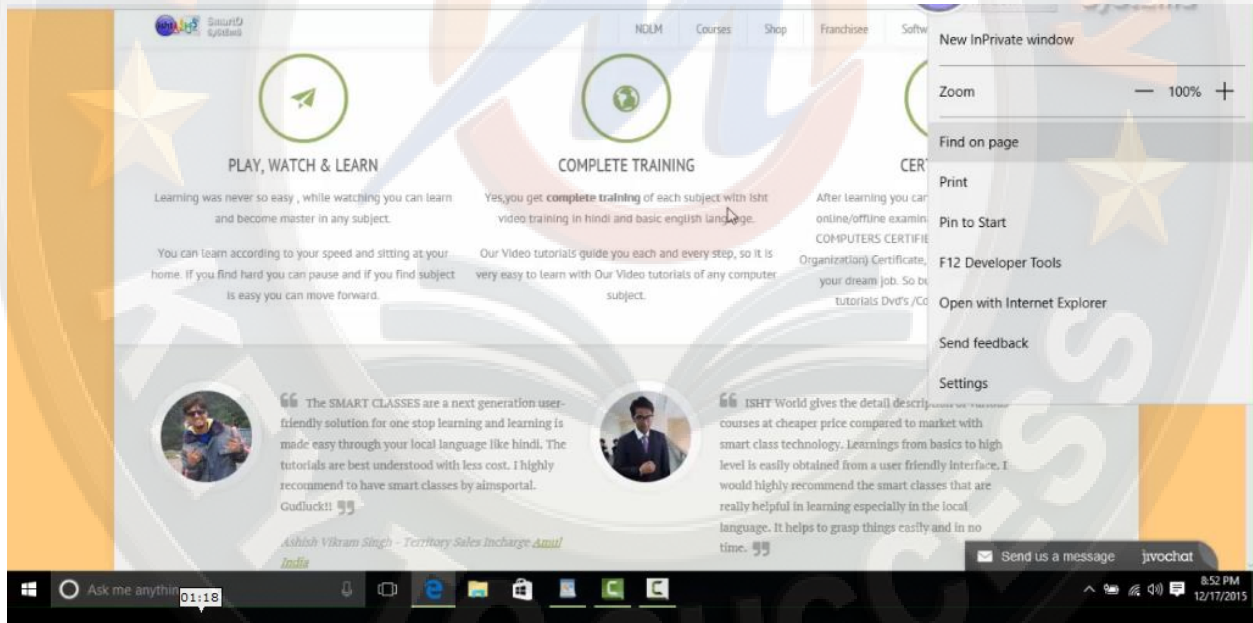 SmartD
Systems
NDLM Courses Shop Franchisee Softw
Systems
New InPrivate window
Zoom — 100% +
Find on page
Print
Pin to Start
F12 Developer Tools
Open with Internet Explorer
Send feedback
Settings
PLAY, WATCH & LEARN
Learning was never so easy , while watching you can learn
and become master in any subject.
You can learn according to your speed and sitting at your
home. If you find hard you can pause and if you find subject
is easy you can move forward.
COMPLETE TRAINING
Yes,you get complete training of each subject with Isht
video training in hindi and basic english language.
Our Video tutorials guide you each and every step, so it is
very easy to learn with Our Video tutorials of any computer
subject.
CER
After learning you can
online/offline examin
COMPUTERS CERTIFI
Organization) Certificate,
your dream job. So bu
tutorials Dvd's /Co
The SMART CLASSES are a next generation user-
friendly solution for one stop learning and learning is
made easy through your local language like hindi. The
tutorials are best understood with less cost. I highly
recommend to have smart classes by aimsportal.
Gudluck!!
Ashish Vikram Singh - Territory Sales Incharge Amul
India
ISHT World gives the detail description of various
courses at cheaper price compared to market with
smart class technology. Learnings from basics to high
level is easily obtained from a user friendly interface. I
would highly recommend the smart classes that are
really helpful in learning especially in the local
language. It helps to grasp things easily and in no
time.
Send us a message jivochat
Ask me anythin
01:18
8:52 PM
12/17/2015
KEY TO SUCCESS